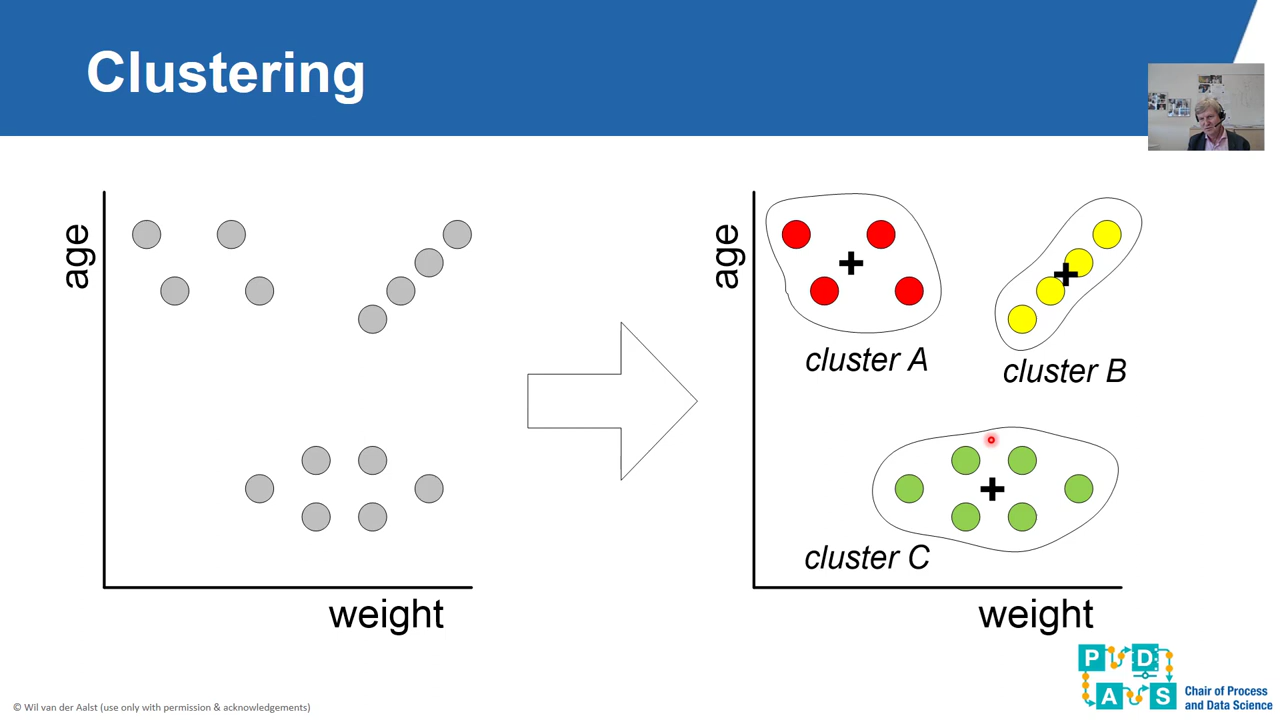 Clustering
age
weight
age
cluster A
cluster B
cluster C
weight
P D
A S
Chair of Process
and Data Science
© Wil van der Aalst (use only with permission & acknowledgements)